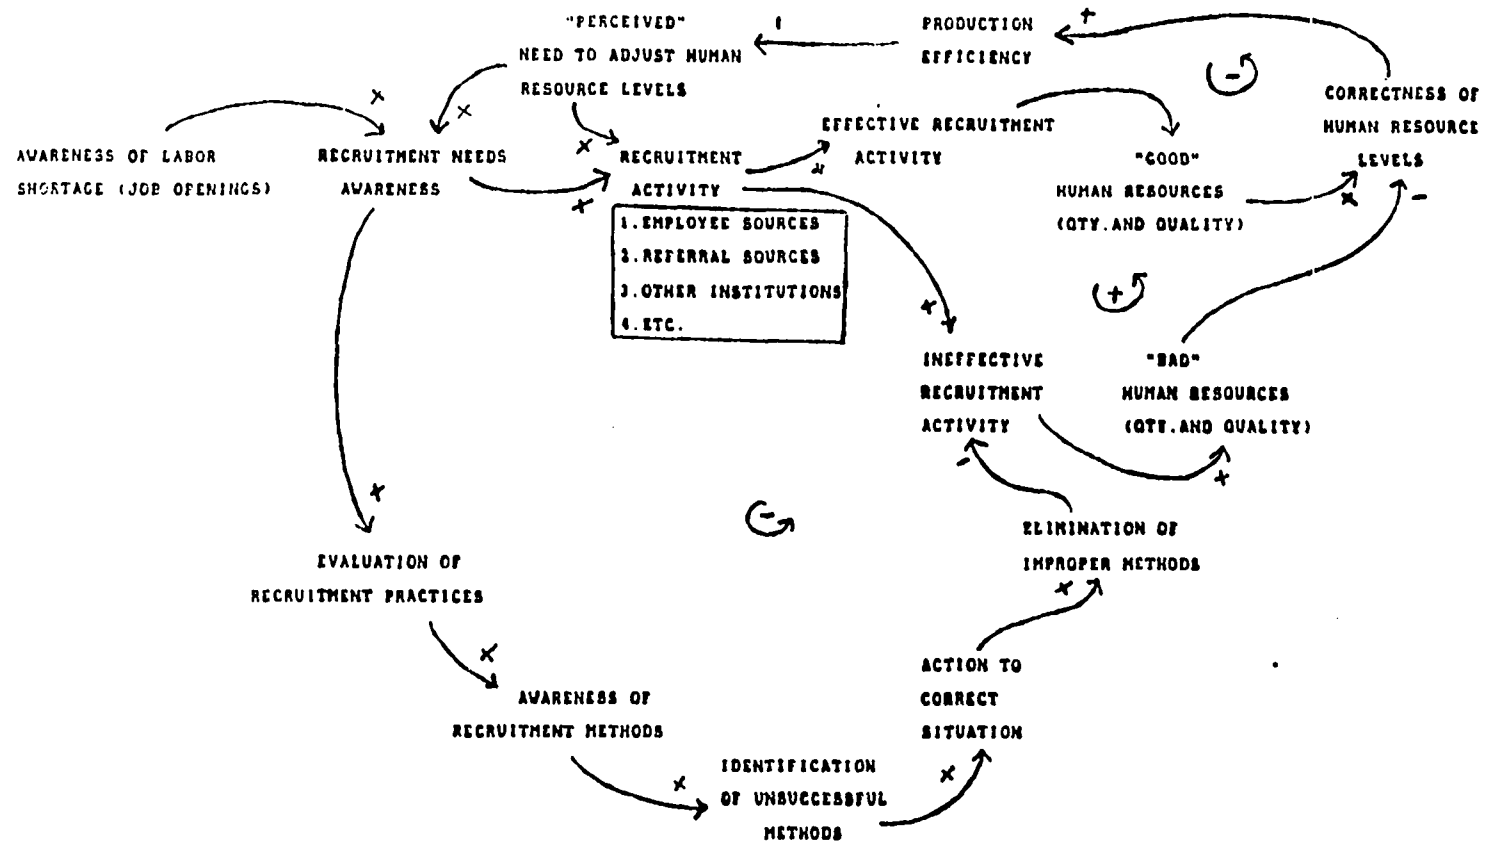 "PERCEIVED"
NEED TO ADJUST HUMAN
RESOURCE LEVELS
PRODUCTION
EFFICIENCY
CORRECTNESS OF
HUMAN RESOURCE
LEVELS
AWARENESS OF LABOR
SHORTAGE (JOB OPENINGS)
RECRUITMENT NEEDS
AWARENESS
RECRUITMENT
ACTIVITY
1.EMPLOYEE SOURCES
2.REFERRAL SOURCES
3.OTHER INSTITUTIONS
4.ETC.
EFFECTIVE RECRUITMENT
ACTIVITY
"GOOD"
HUMAN RESOURCES
(QTY.AND QUALITY)
INEFFECTIVE
RECRUITMENT
ACTIVITY
"BAD"
HUMAN RESOURCES
(QTY.AND QUALITY)
ELIMINATION OF
IMPROPER METHODS
EVALUATION OF
RECRUITMENT PRACTICES
ACTION TO
CORRECT
SITUATION
AWARENESS OF
RECRUITMENT METHODS
IDENTIFICATION
OF UNSUCCESSFUL
METHODS